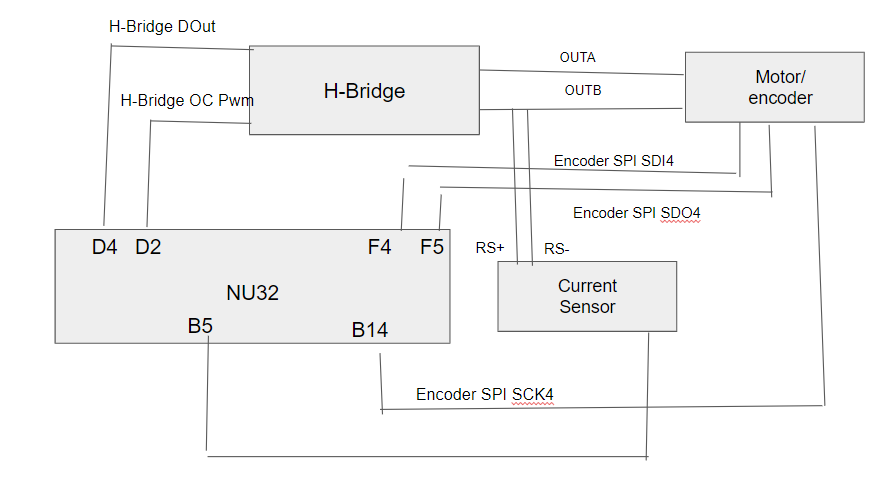 H-Bridge DOut
OUTA
Motor/
encoder
H-Bridge
OUTB
H-Bridge OC Pwm
Encoder SPI SDI4
Encoder SPI SDO4
D4 D2
F4
F5
RS+
RS-
NU32
Current
Sensor
B5
B14
Encoder SPI SCK4